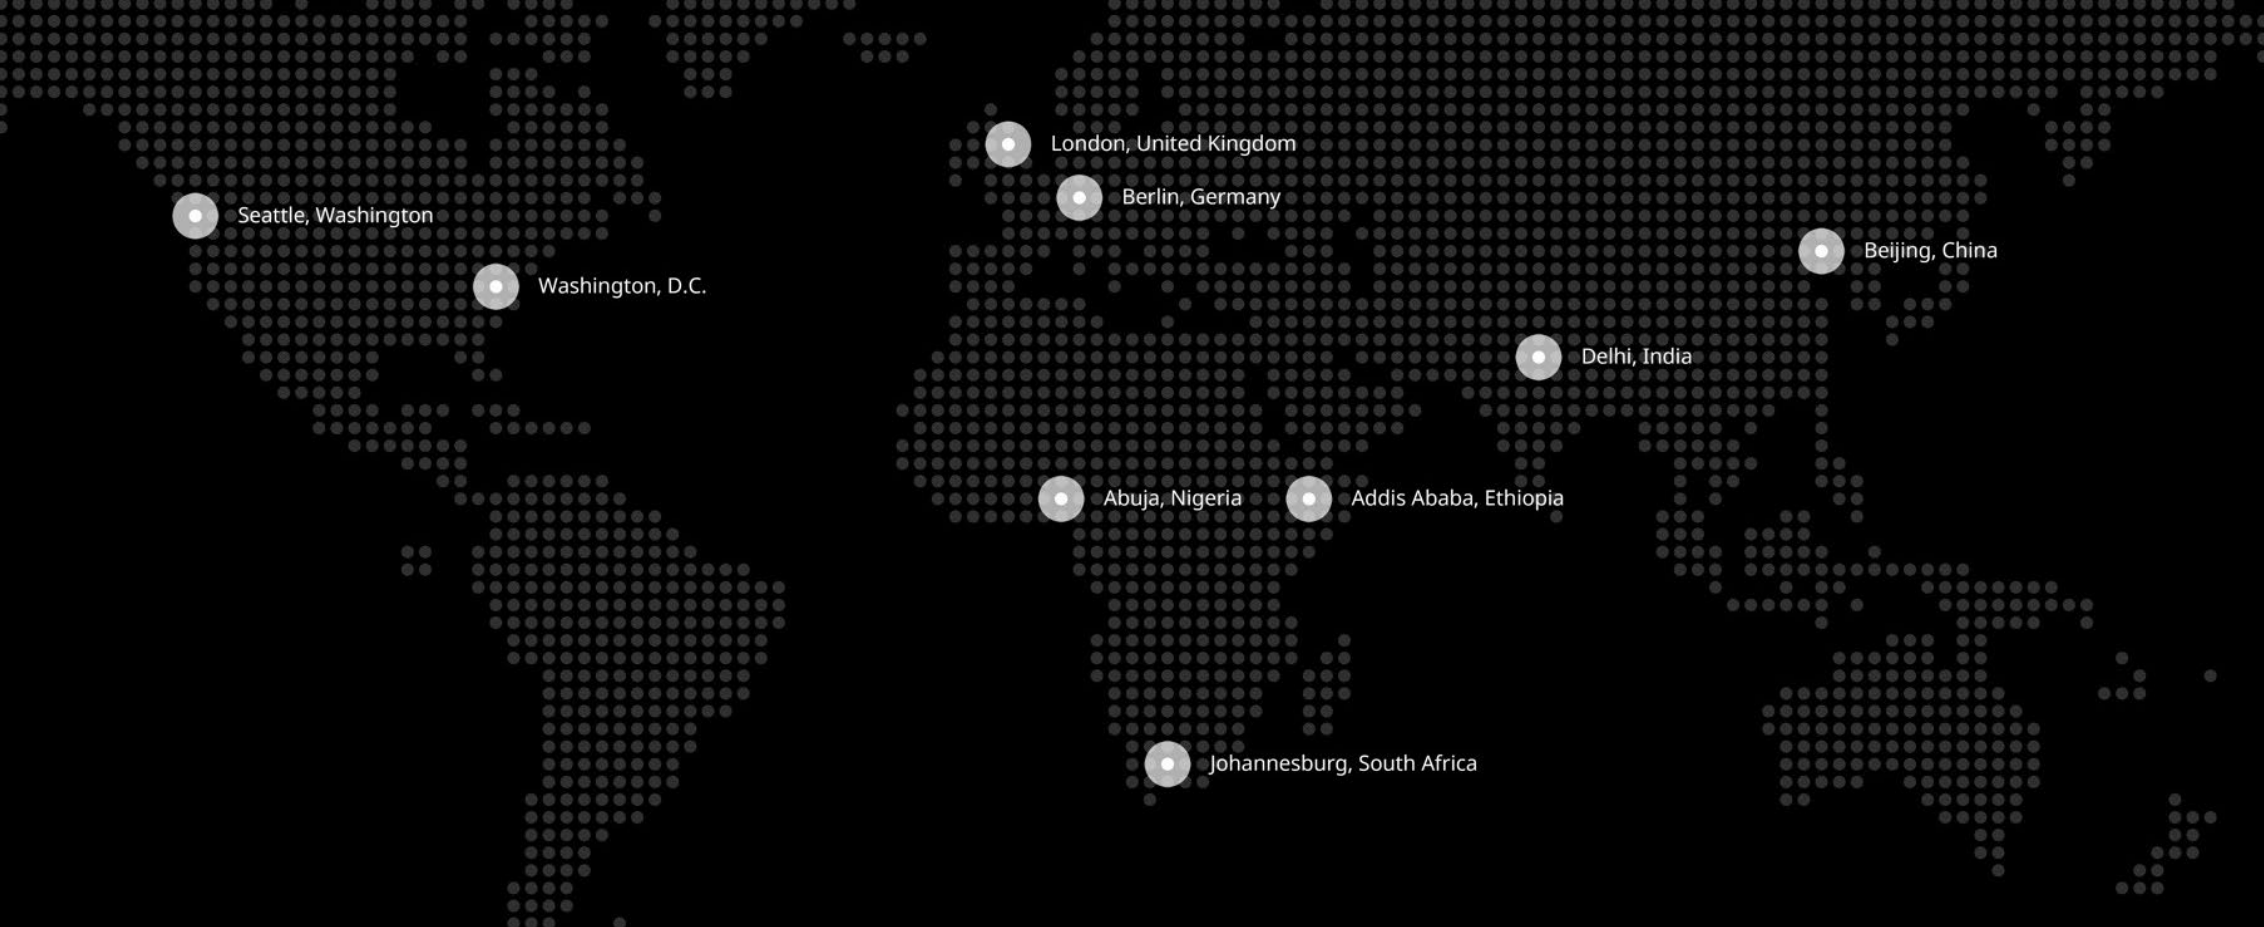 London, United Kingdom
Berlin, Germany
Seattle, Washington
Beijing, China
Washington, D.C.
Delhi, India
Abuja, Nigeria
Addis Ababa, Ethiopia
Johannesburg, South Africa